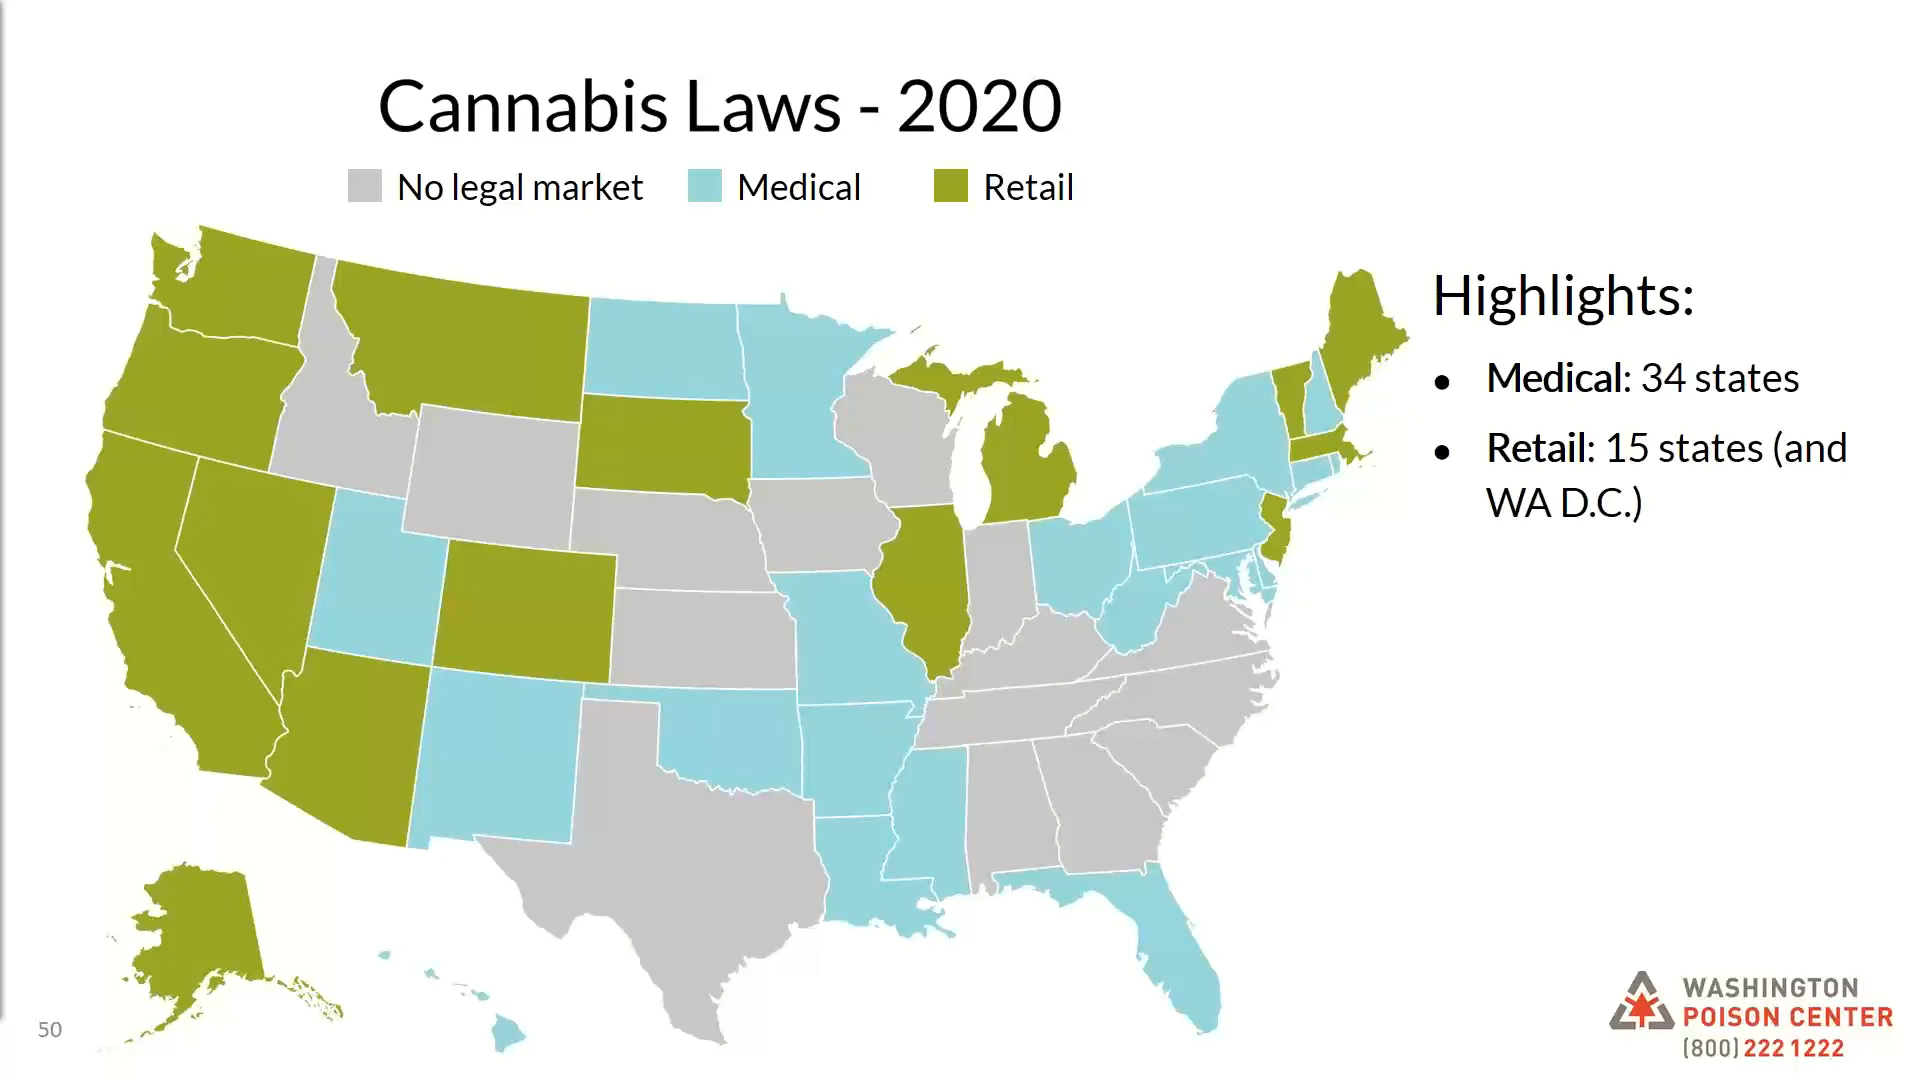 Cannabis Laws - 2020
No legal market Medical Retail
Highlights:
● Medical: 34 states
● Retail: 15 states (and
WA D.C.)
WASHINGTON
POISON CENTER
(800) 222 1222
50